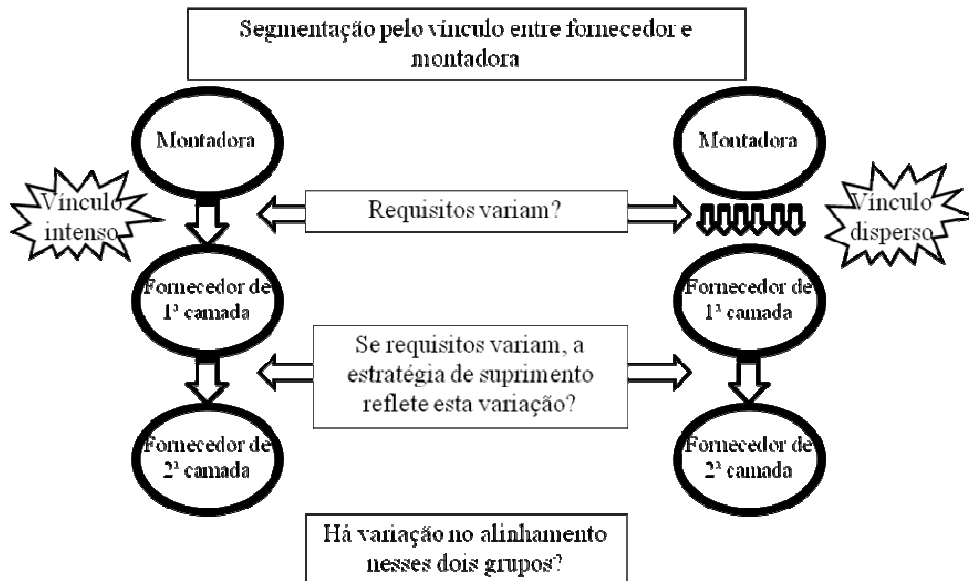 Segmentação pelo vínculo entre fornecedor e
montadora
Montadora
Montadora
Vínculo
intenso
Requisitos variam?
Vínculo
disperso
Fornecedor de
1ª camada
Fornecedor de
1ª camada
Se requisitos variam, a
estratégia de suprimento
reflete esta variação?
Fornecedor de
2ª camada
Fornecedor de
2ª camada
Há variação no alinhamento
nesses dois grupos?